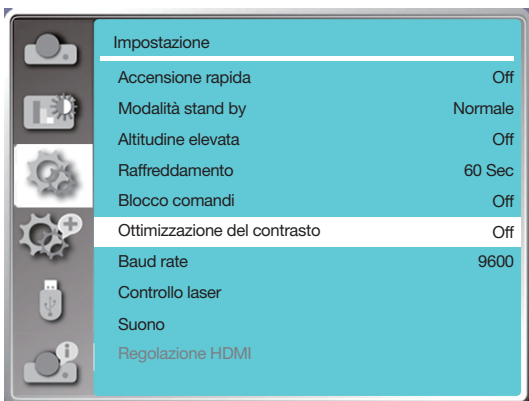 Impostazione
Accensione rapida Off
Modalità stand by Normale
Altitudine elevata Off
Raffreddamento 60 Sec
Blocco comandi Off
Ottimizzazione del contrasto Off
Baud rate 9600
Controllo laser
Suono
Regolazione HDMI